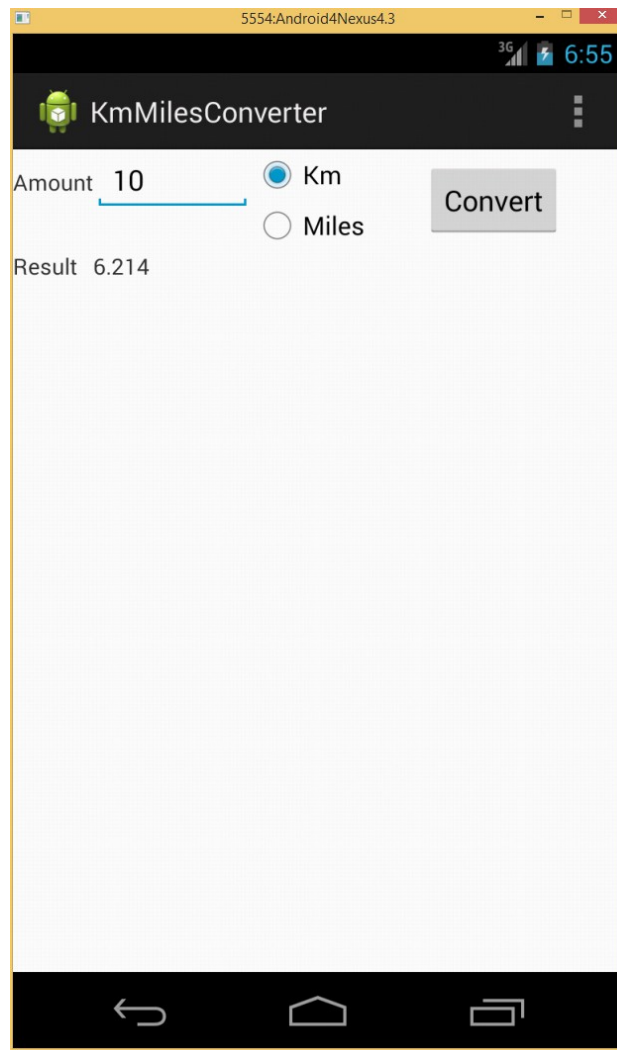 5554:Android4Nexus4.3
3G 6:55
KmMilesConverter
Amount 10 Km Convert
Miles
Result 6.214